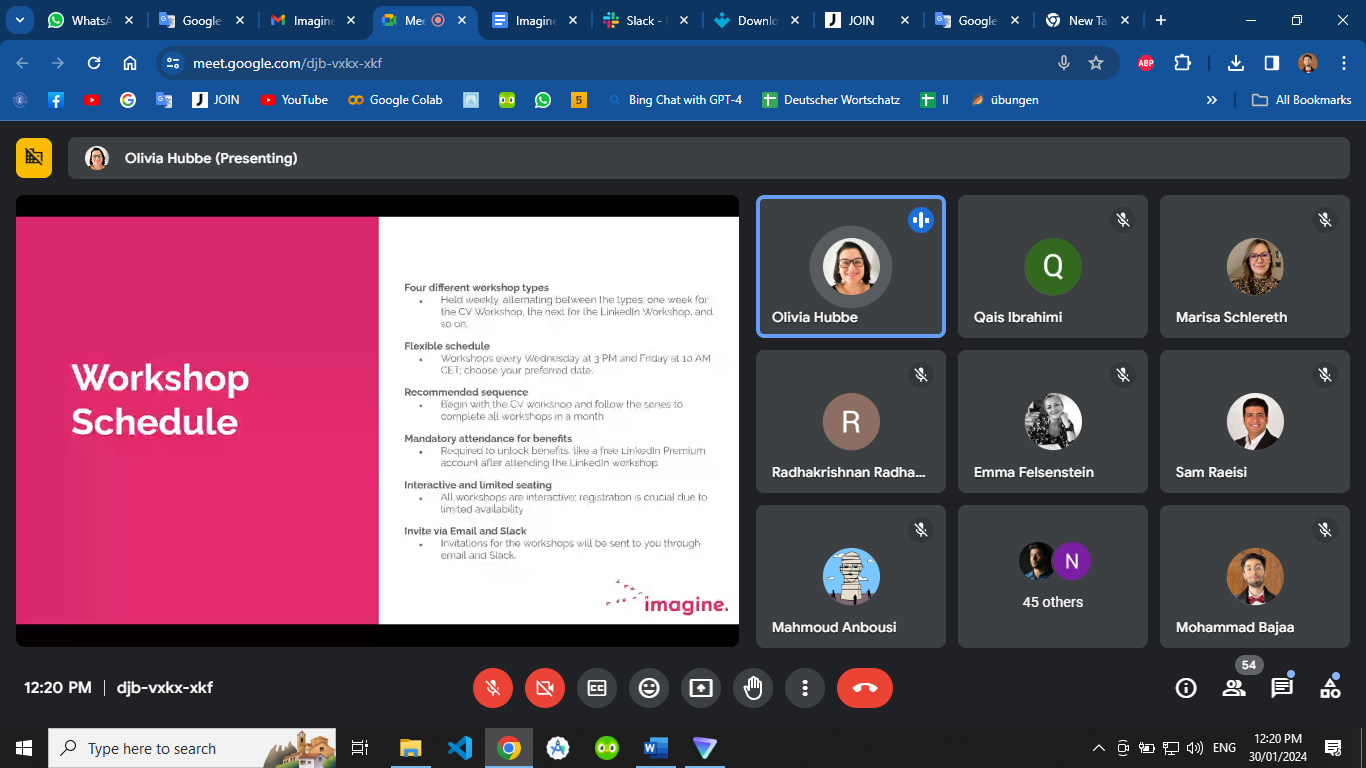 WhatsA
Google
Imagine
Mee
Imagine
Slack -
Downlo
JOIN
Google
New Ta
meet.google.com/djb-vxkx-xkf
ABP
JOIN
YouTube
Google Colab
5
Bing Chat with GPT-4
Deutscher Wortschatz
II
übungen
»
All Bookmarks
Olivia Hubbe (Presenting)
Workshop
Schedule
Four different workshop types
Held weekly, alternating between the types; one week for
the CV Workshop, the next for the LinkedIn Workshop, and
so on.
Flexible schedule
Workshops every Wednesday at 3 PM and Friday at 10 AM
CET; choose your preferred date.
Recommended sequence
Begin with the CV workshop and follow the series to
complete all workshops in a month
Mandatory attendance for benefits
Required to unlock benefits, like a free LinkedIn Premium
account after attending the LinkedIn workshop
Interactive and limited seating
All workshops are interactive; registration is crucial due to
limited availability
Invite via Email and Slack
Invitations for the workshops will be sent to you through
email and Slack.
imagine.
Olivia Hubbe
Q
Qais Ibrahimi
Marisa Schlereth
R
Radhakrishnan Radha...
Emma Felsenstein
Sam Raeisi
Mahmoud Anbousi
N
45 others
Mohammad Bajaa
12:20 PM | djb-vxkx-xkf
54
Type here to search
ENG
12:20 PM
30/01/2024